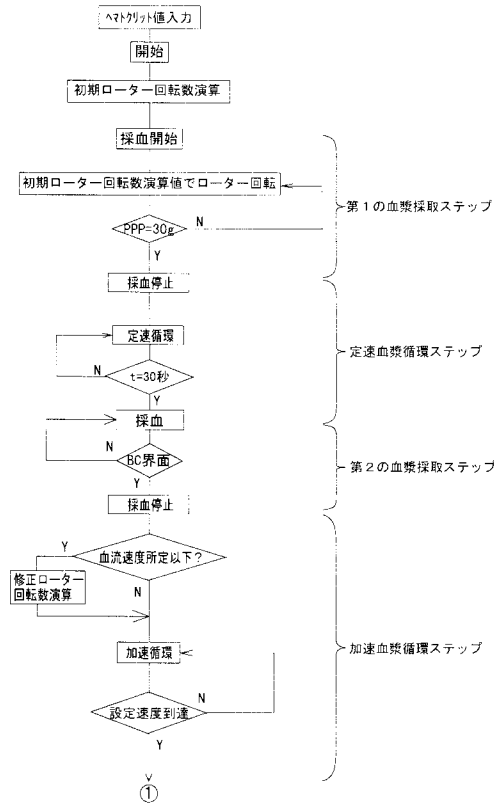 ヘマトクリット値入力
開始
初期ローター回転数演算
採血開始
初期ローター回転数演算値でローター回転
第1の血漿採取ステップ
N
PPP=30g
Y
採血停止
定速循環
定速血漿循環ステップ
N
t=30秒
Y
採血
N
BC界面
第2の血漿採取ステップ
Y
採血停止
Y
血流速度所定以下？
修正ローター
回転数演算
N
加速循環
加速血漿循環ステップ
N
設定速度到達
Y
①